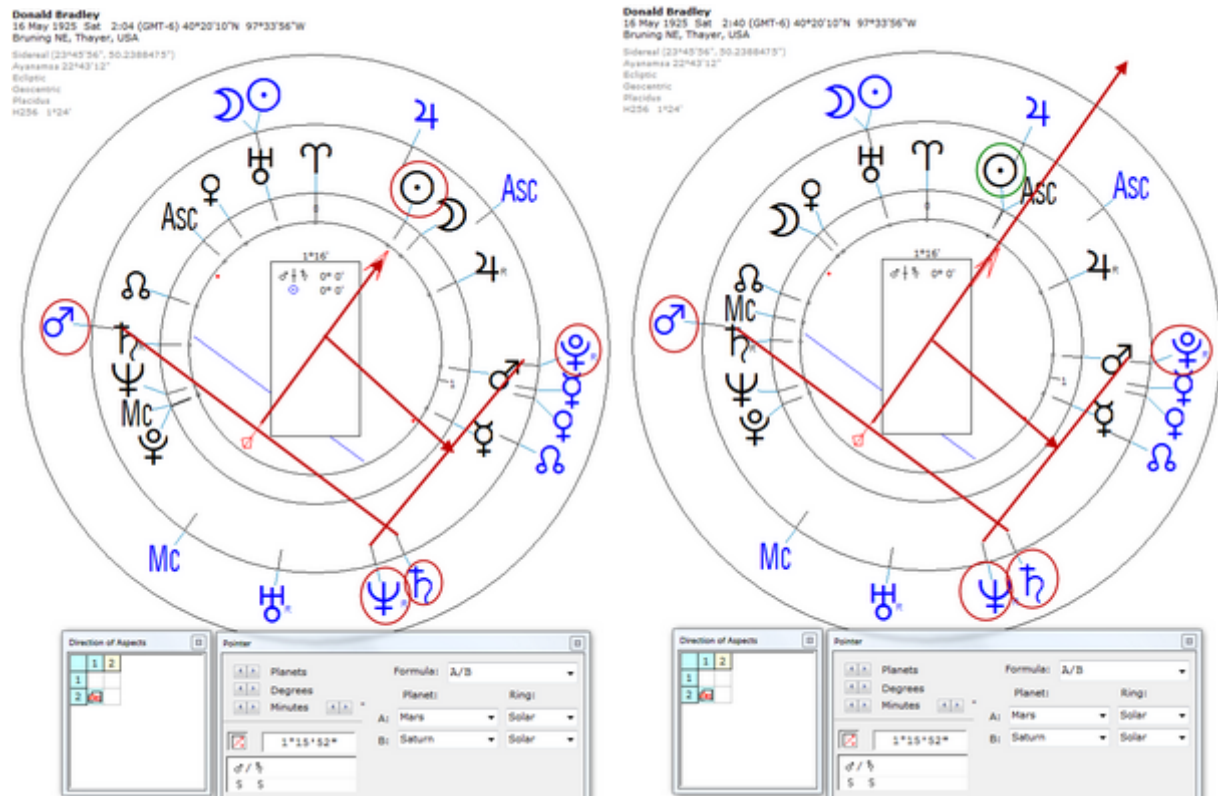 Donald Bradley
16 May 1925 Sat 2:04 (GMT-6) 40°20'10"N 97°33'56"W
Bruning NE, Thayer, USA
Sidereal (23°45'56", 50.2388475")
Ayanamsa 22°43'12"
Ecliptic
Geocentric
Placidus
H256 1°24'
Asc
Asc
Mc
Mc
1°16'
0° 0'
0° 0'
0
1
Direction of Aspects
1 2
1
2
Pointer
Planets
Degrees
Minutes
Formula: A/B
Planet: Ring:
A: Mars Solar
B: Saturn Solar
1°15'52"
S S
Donald Bradley
16 May 1925 Sat 2:40 (GMT-6) 40°20'10"N 97°33'56"W
Bruning NE, Thayer, USA
Sidereal (23°45'56", 50.2388475")
Ayanamsa 22°43'12"
Ecliptic
Geocentric
Placidus
H256 1°24'
Asc
Asc
Mc
Mc
1°16'
0° 0'
0
1
Direction of Aspects
1 2
1
2
Pointer
Planets
Degrees
Minutes
Formula: A/B
Planet: Ring:
A: Mars Solar
B: Saturn Solar
1°15'52"
S S